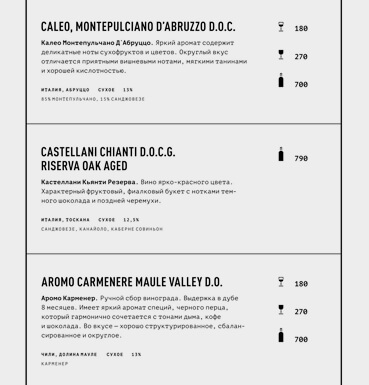 CALEO, MONTEPULCIANO D'ABRUZZO D.O.C.
180
Калео Монтепульчано Д'Абруццо. Яркий аромат содержит
деликатные ноты сухофруктов и цветов. Округлый вкус
270
отличается приятными вишневыми нотами, мягкими танинами
и хорошей кислотностью.
700
ИТАЛИЯ, АБРУЦЦО СУХОЕ 13%
85% МОНТЕПУЛЬЧАНО, 15% САНДЖОВЕЗЕ
CASTELLANI CHIANTI D.O.C.G.
790
RISERVA OAK AGED
Кастеллани Кьянти Резерва. Вино ярко-красного цвета.
Характерный фруктовый, фиалковый букет с нотками тем-
ного шоколада и поздней черемухи.
ИТАЛИЯ, ТОСКАНА СУХОЕ 12,5%
САНДЖОВЕЗЕ, КАНАЙОЛО, КАБЕРНЕ СОВИНЬОН
AROMO CARMENERE MAULE VALLEY D.O.
180
Аромо Карменер. Ручной сбор винограда. Выдержка в дубе
8 месяцев. Имеет яркий аромат специй, черного перца,
270
который гармонично сочетается с тонами дыма, кофе
и шоколада. Во вкусе – хорошо структурированное, сбалан-
сированное и округлое.
700
ЧИЛИ, ДОЛИНА МАУЛЕ СУХОЕ 13%
КАРМЕНЕР